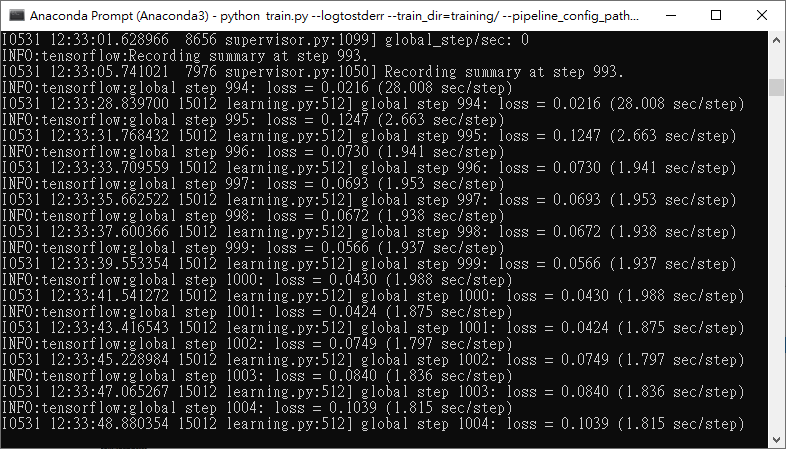 Anaconda Prompt (Anaconda3) - python train.py --logtostderr --train_dir=training/ --pipeline_config_path...
I0531 12:33:01.628966  8656 supervisor.py:1099] global_step/sec: 0
INFO:tensorflow:Recording summary at step 993.
I0531 12:33:05.741021  7976 supervisor.py:1050] Recording summary at step 993.
INFO:tensorflow:global step 994: loss = 0.0216 (28.008 sec/step)
I0531 12:33:28.839700 15012 learning.py:512] global step 994: loss = 0.0216 (28.008 sec/step)
INFO:tensorflow:global step 995: loss = 0.1247 (2.663 sec/step)
I0531 12:33:31.768432 15012 learning.py:512] global step 995: loss = 0.1247 (2.663 sec/step)
INFO:tensorflow:global step 996: loss = 0.0730 (1.941 sec/step)
I0531 12:33:33.709559 15012 learning.py:512] global step 996: loss = 0.0730 (1.941 sec/step)
INFO:tensorflow:global step 997: loss = 0.0693 (1.953 sec/step)
I0531 12:33:35.662522 15012 learning.py:512] global step 997: loss = 0.0693 (1.953 sec/step)
INFO:tensorflow:global step 998: loss = 0.0672 (1.938 sec/step)
I0531 12:33:37.600366 15012 learning.py:512] global step 998: loss = 0.0672 (1.938 sec/step)
INFO:tensorflow:global step 999: loss = 0.0566 (1.937 sec/step)
I0531 12:33:39.553354 15012 learning.py:512] global step 999: loss = 0.0566 (1.937 sec/step)
INFO:tensorflow:global step 1000: loss = 0.0430 (1.988 sec/step)
I0531 12:33:41.541272 15012 learning.py:512] global step 1000: loss = 0.0430 (1.988 sec/step)
INFO:tensorflow:global step 1001: loss = 0.0424 (1.875 sec/step)
I0531 12:33:43.416543 15012 learning.py:512] global step 1001: loss = 0.0424 (1.875 sec/step)
INFO:tensorflow:global step 1002: loss = 0.0749 (1.797 sec/step)
I0531 12:33:45.228984 15012 learning.py:512] global step 1002: loss = 0.0749 (1.797 sec/step)
INFO:tensorflow:global step 1003: loss = 0.0840 (1.836 sec/step)
I0531 12:33:47.065267 15012 learning.py:512] global step 1003: loss = 0.0840 (1.836 sec/step)
INFO:tensorflow:global step 1004: loss = 0.1039 (1.815 sec/step)
I0531 12:33:48.880354 15012 learning.py:512] global step 1004: loss = 0.1039 (1.815 sec/step)